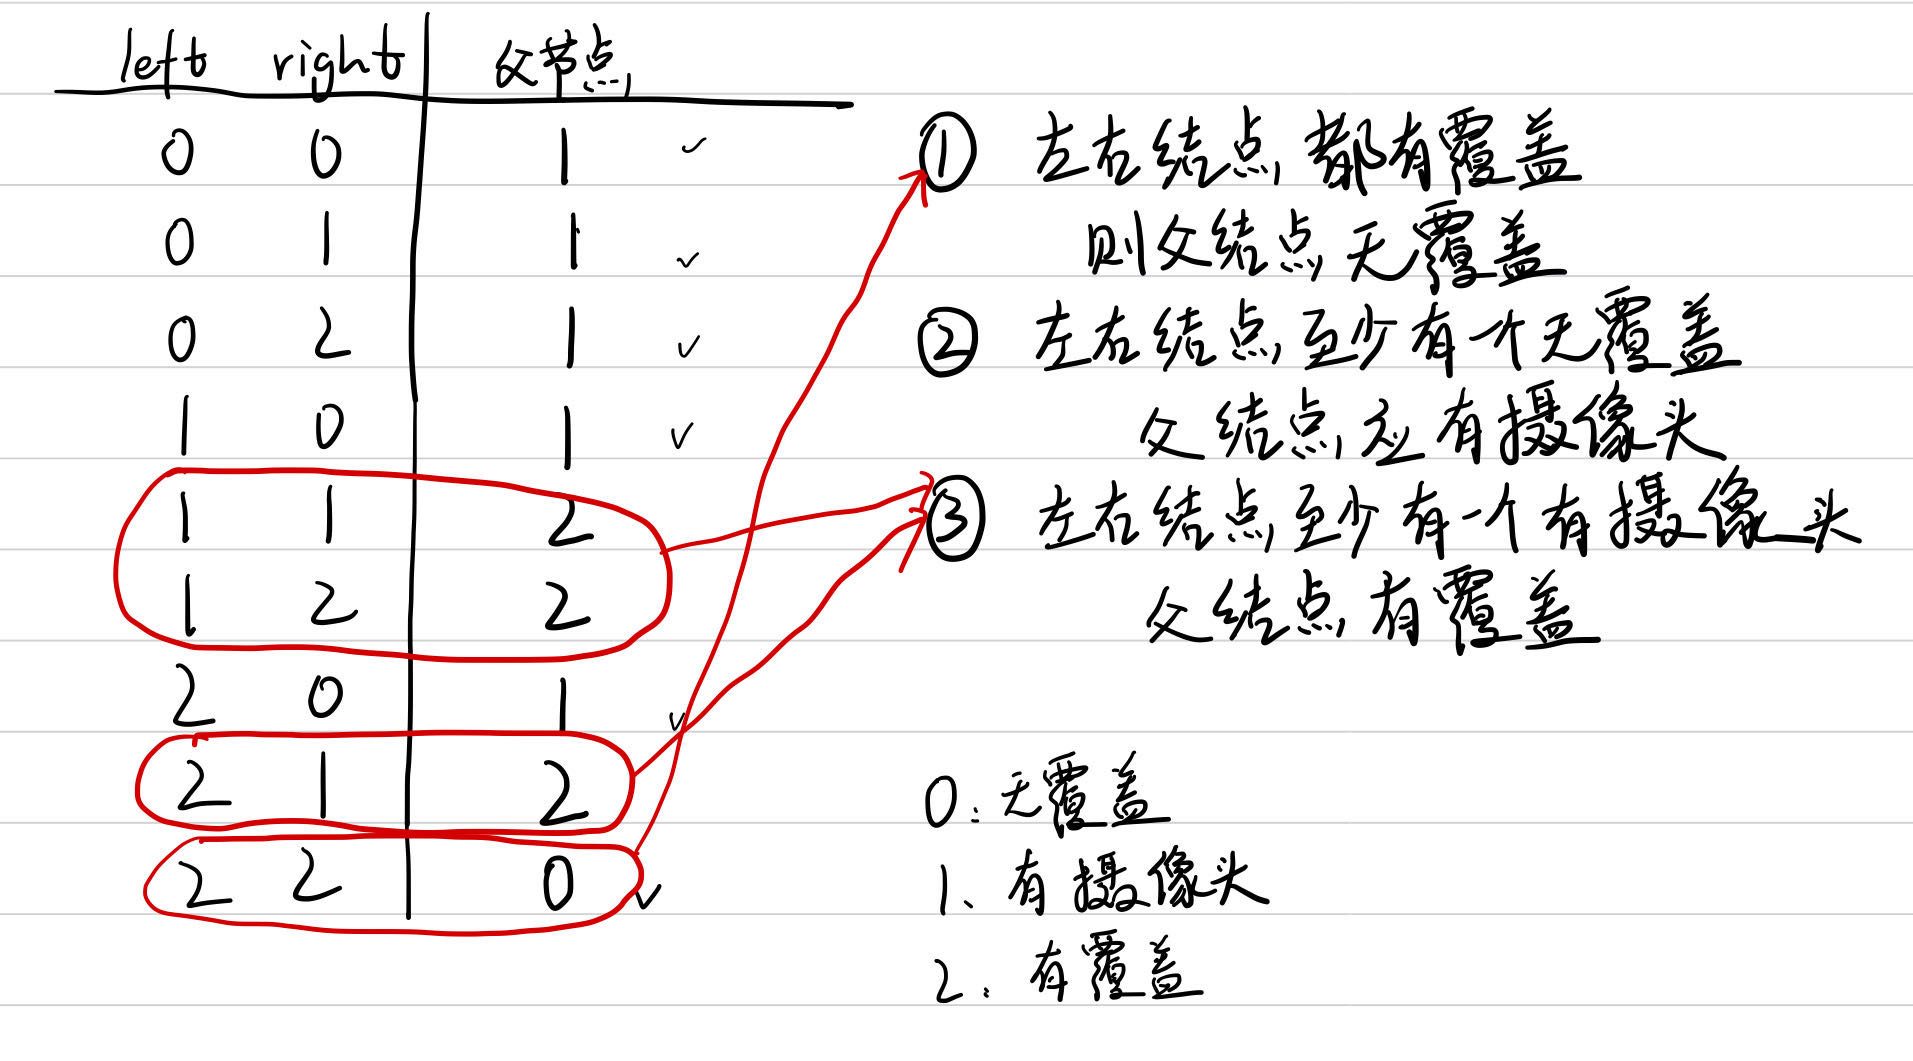 left right 父节点
0 0 1 ✓
0 1 1 ✓
0 2 1 ✓
1 0 1 ✓
1 1 2
1 2 2
2 0 1 ✓
2 1 2
2 2 0 ✓
① 左右结点都有覆盖
则父结点无覆盖
② 左右结点至少有一个无覆盖
父结点应有摄像头
③ 左右结点至少有一个有摄像头
父结点有覆盖
0: 无覆盖
1、有摄像头
2: 有覆盖